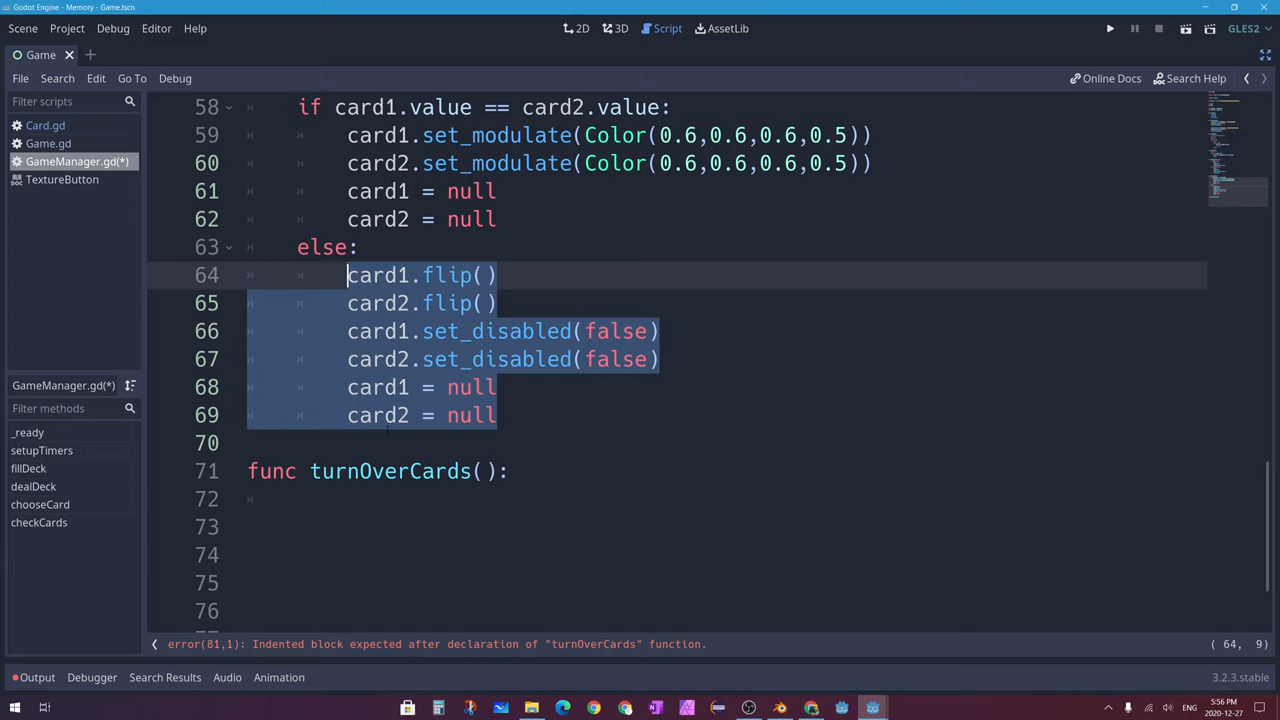 Godot Engine - Memory - Game.tscn
Scene Project Debug Editor Help
2D 3D Script AssetLib
GLES2
Game
File Search Edit Go To Debug
Online Docs Search Help
Filter scripts
Card.gd
Game.gd
GameManager.gd(*)
TextureButton
GameManager.gd(*)
Filter methods
_ready
setupTimers
fillDeck
dealDeck
chooseCard
checkCards
58 if card1.value == card2.value:
59 card1.set_modulate(Color(0.6,0.6,0.6,0.5))
60 card2.set_modulate(Color(0.6,0.6,0.6,0.5))
61 card1 = null
62 card2 = null
63 else:
64 card1.flip()
65 card2.flip()
66 card1.set_disabled(false)
67 card2.set_disabled(false)
68 card1 = null
69 card2 = null
70
71 func turnOverCards():
72
73
74
75
76
error(81,1): Indented block expected after declaration of "turnOverCards" function.
( 64, 9)
Output Debugger Search Results Audio Animation
3.2.3.stable
ENG
5:56 PM
2020-12-27